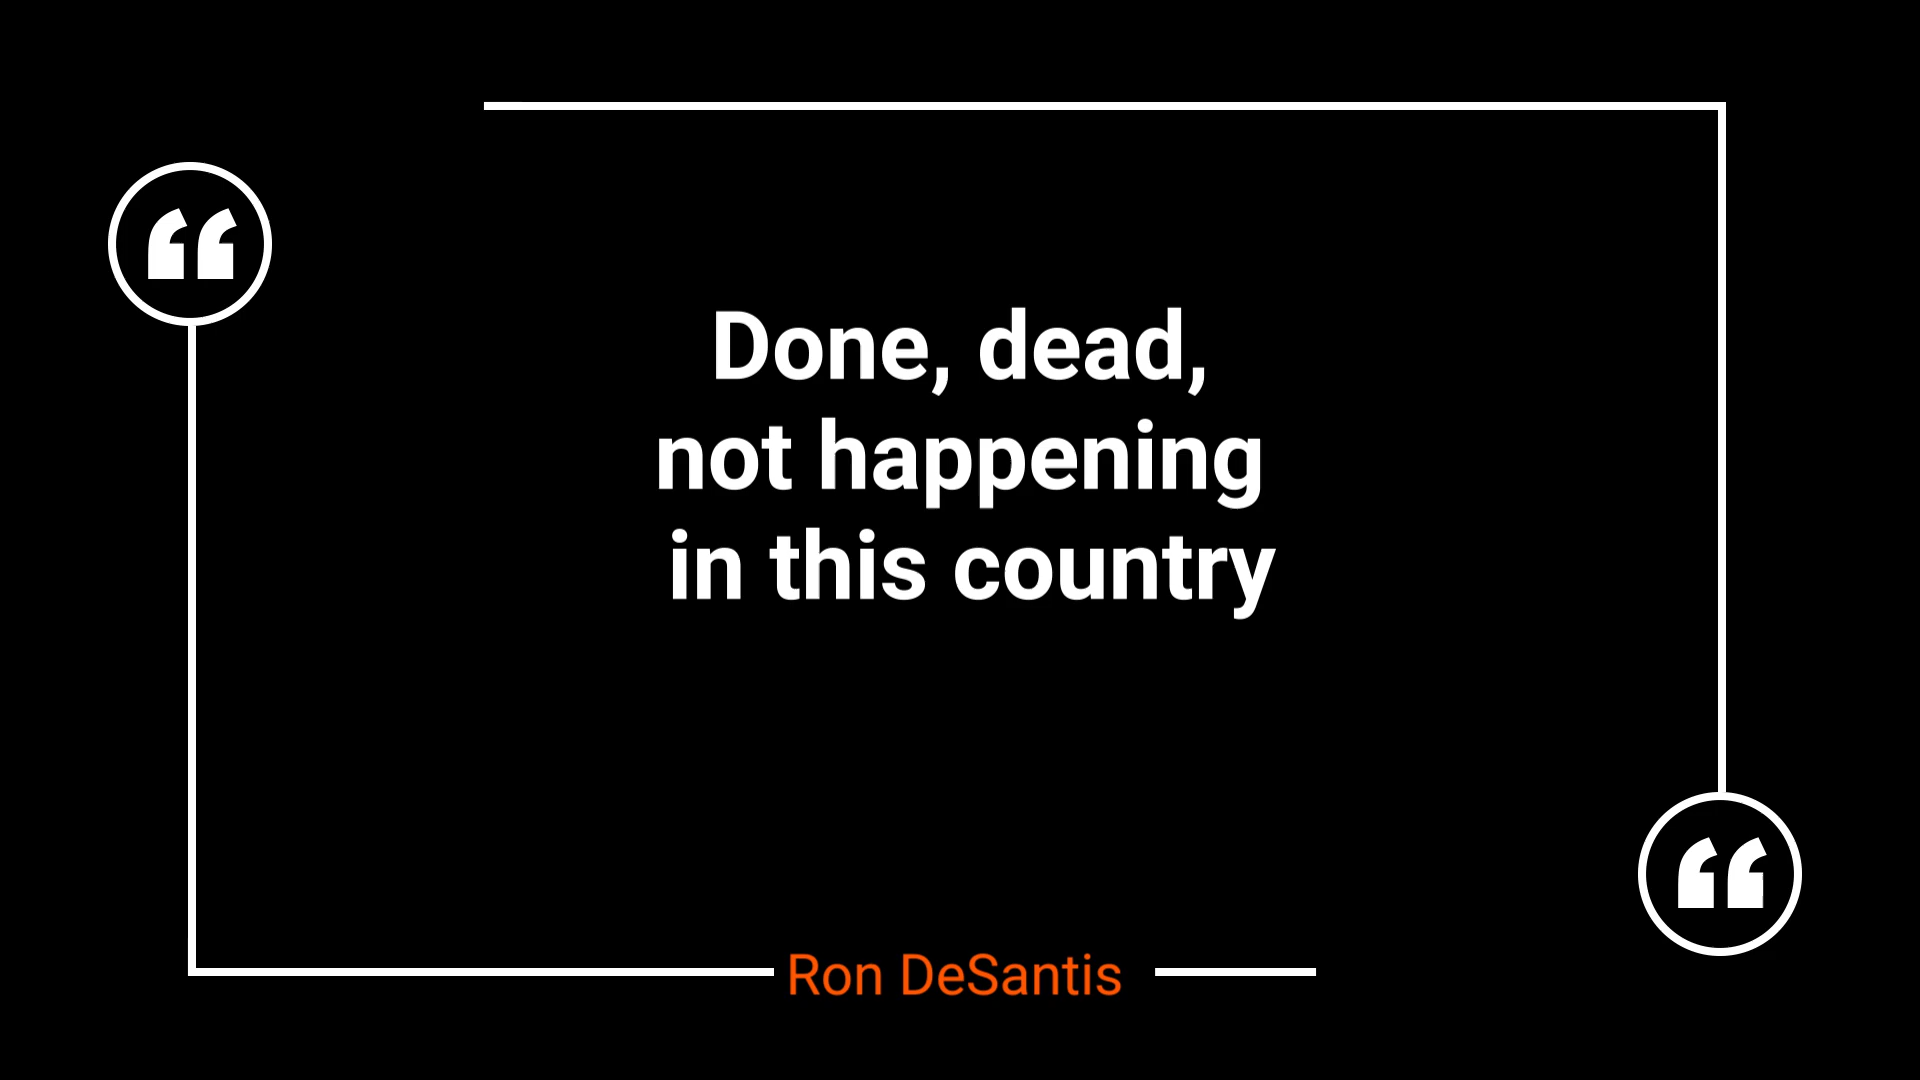 “
Done, dead,
not happening
in this country
“
Ron DeSantis